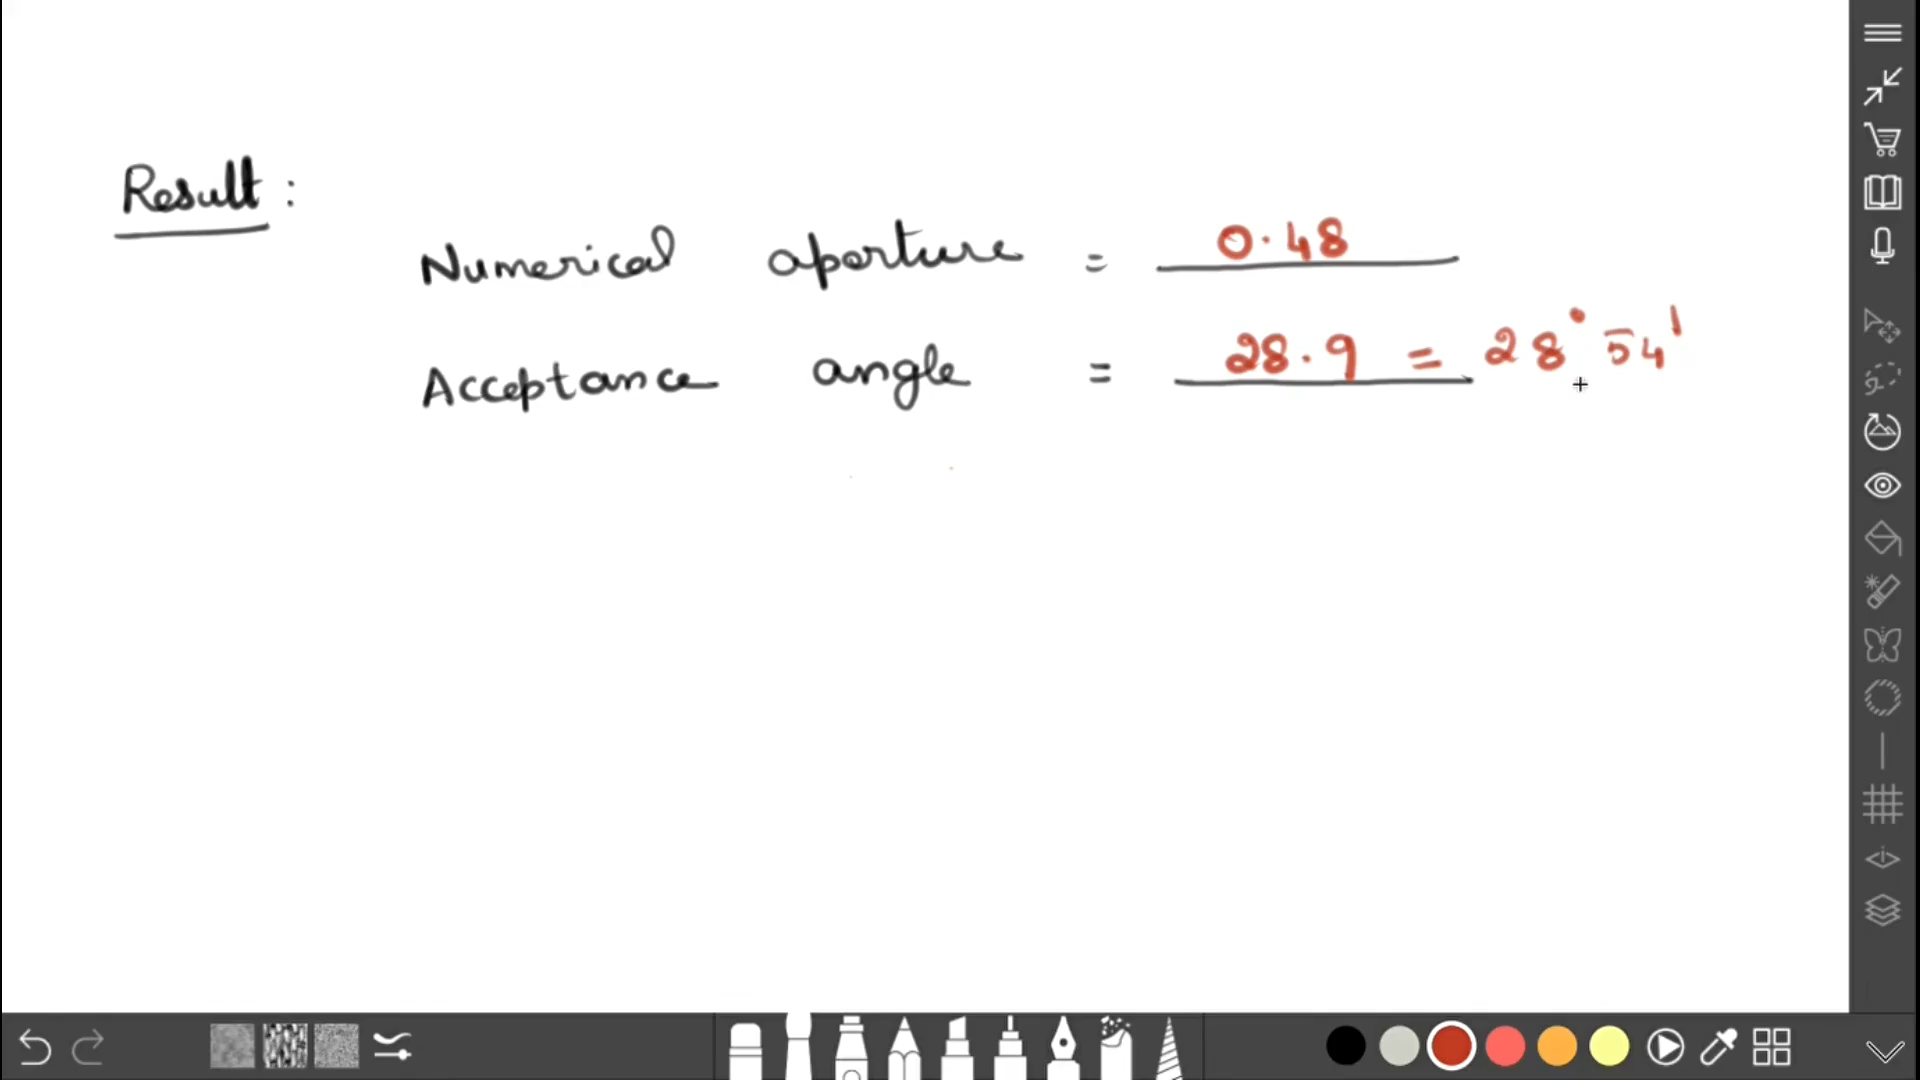 Result :
Numerical aperture = 0.48
Acceptance angle = 28.9 = 28° 54'